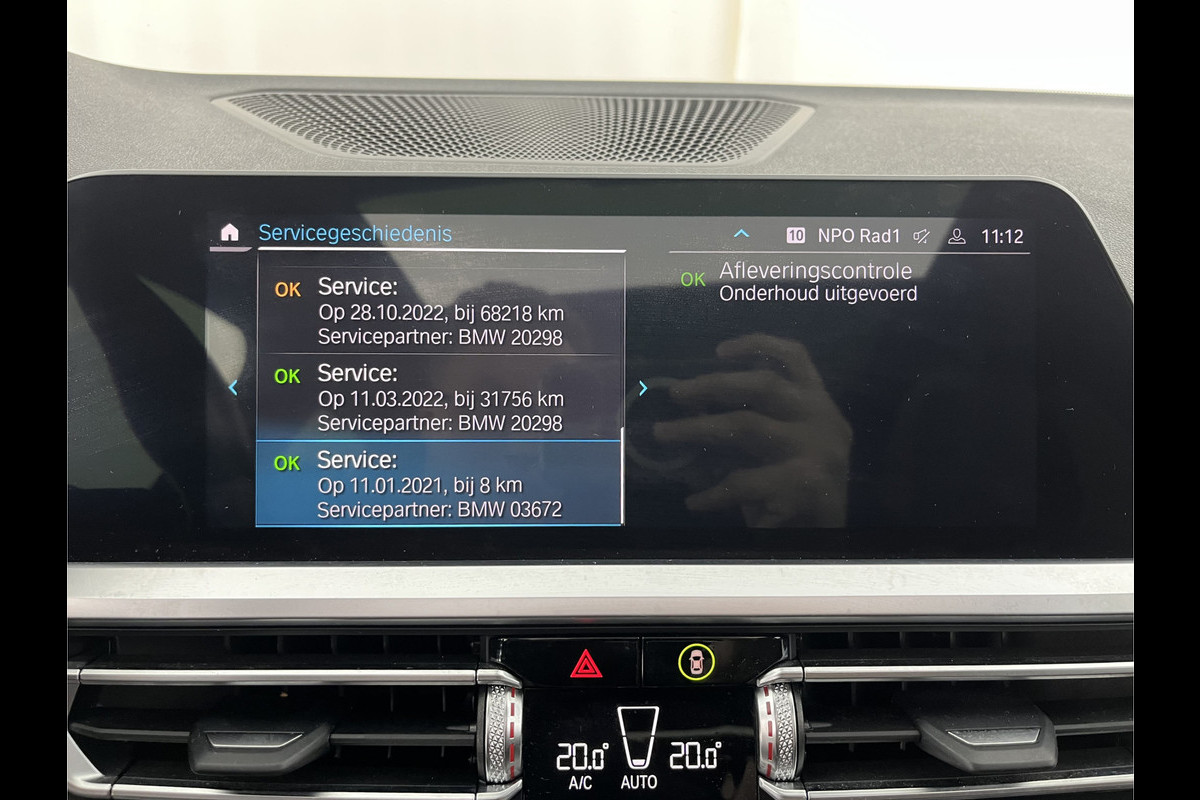 Servicegeschiedenis
10 NPO Rad1 11:12
OK Service:
Op 28.10.2022, bij 68218 km
Servicepartner: BMW 20298
OK Service:
Op 11.03.2022, bij 31756 km
Servicepartner: BMW 20298
OK Service:
Op 11.01.2021, bij 8 km
Servicepartner: BMW 03672
OK Afleveringscontrole
Onderhoud uitgevoerd
20.0° 20.0°
A/C AUTO